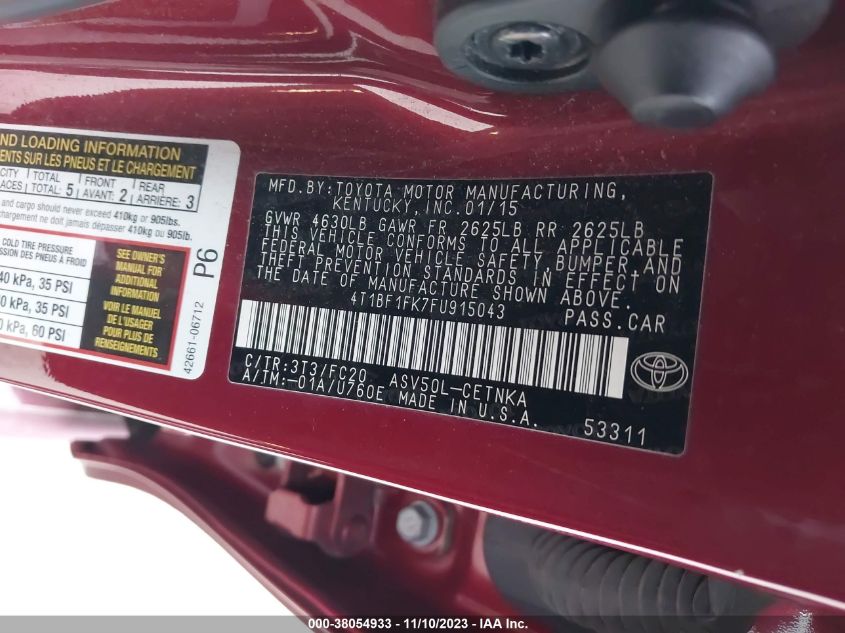 ND LOADING INFORMATION
ENTS SUR LES PNEUS ET LE CHARGEMENT
CITY TOTAL FRONT REAR
ACES TOTAL: 5 AVANT: 2 ARRIÈRE: 3
and cargo should never exceed 410kg or 905lbs.
ne doit jamais dépasser 410kg ou 905lb.
COLD TIRE PRESSURE
SSION DES PNEUS À FROID
40 kPa, 35 PSI
0 kPa, 35 PSI
0 kPa, 60 PSI
SEE OWNER'S
MANUAL FOR
ADDITIONAL
INFORMATION
VOIR LE MANUEL
DE L'USAGER
POUR PLUS DE
RENSEIGNEMENTS
P6
42661-06712
MFD.BY:TOYOTA MOTOR MANUFACTURING,
KENTUCKY, INC.01/15
GVWR 4630LB GAWR FR 2625LB RR 2625LB
THIS VEHICLE CONFORMS TO ALL APPLICABLE
FEDERAL MOTOR VEHICLE SAFETY, BUMPER, AND
THEFT PREVENTION STANDARDS IN EFFECT ON
THE DATE OF MANUFACTURE SHOWN ABOVE.
4T1BF1FK7FU915043 PASS.CAR
C/TR:3T3/FC20 ASV50L-CETNKA
A/TM:-01A/U760E MADE IN U.S.A.
53311
000-38054933 - 11/10/2023 - IAA Inc.